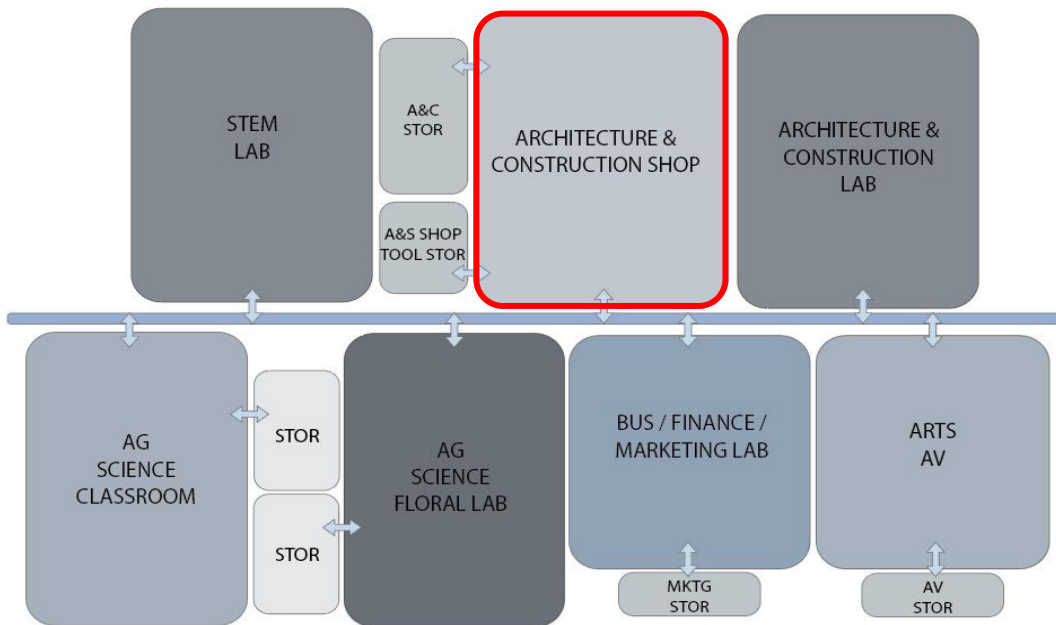 STEM
LAB
A&C
STOR
A&S SHOP
TOOL STOR
ARCHITECTURE &
CONSTRUCTION SHOP
ARCHITECTURE &
CONSTRUCTION
LAB
AG
SCIENCE
CLASSROOM
STOR
STOR
AG
SCIENCE
FLORAL LAB
BUS / FINANCE /
MARKETING LAB
MKTG
STOR
ARTS
AV
AV
STOR